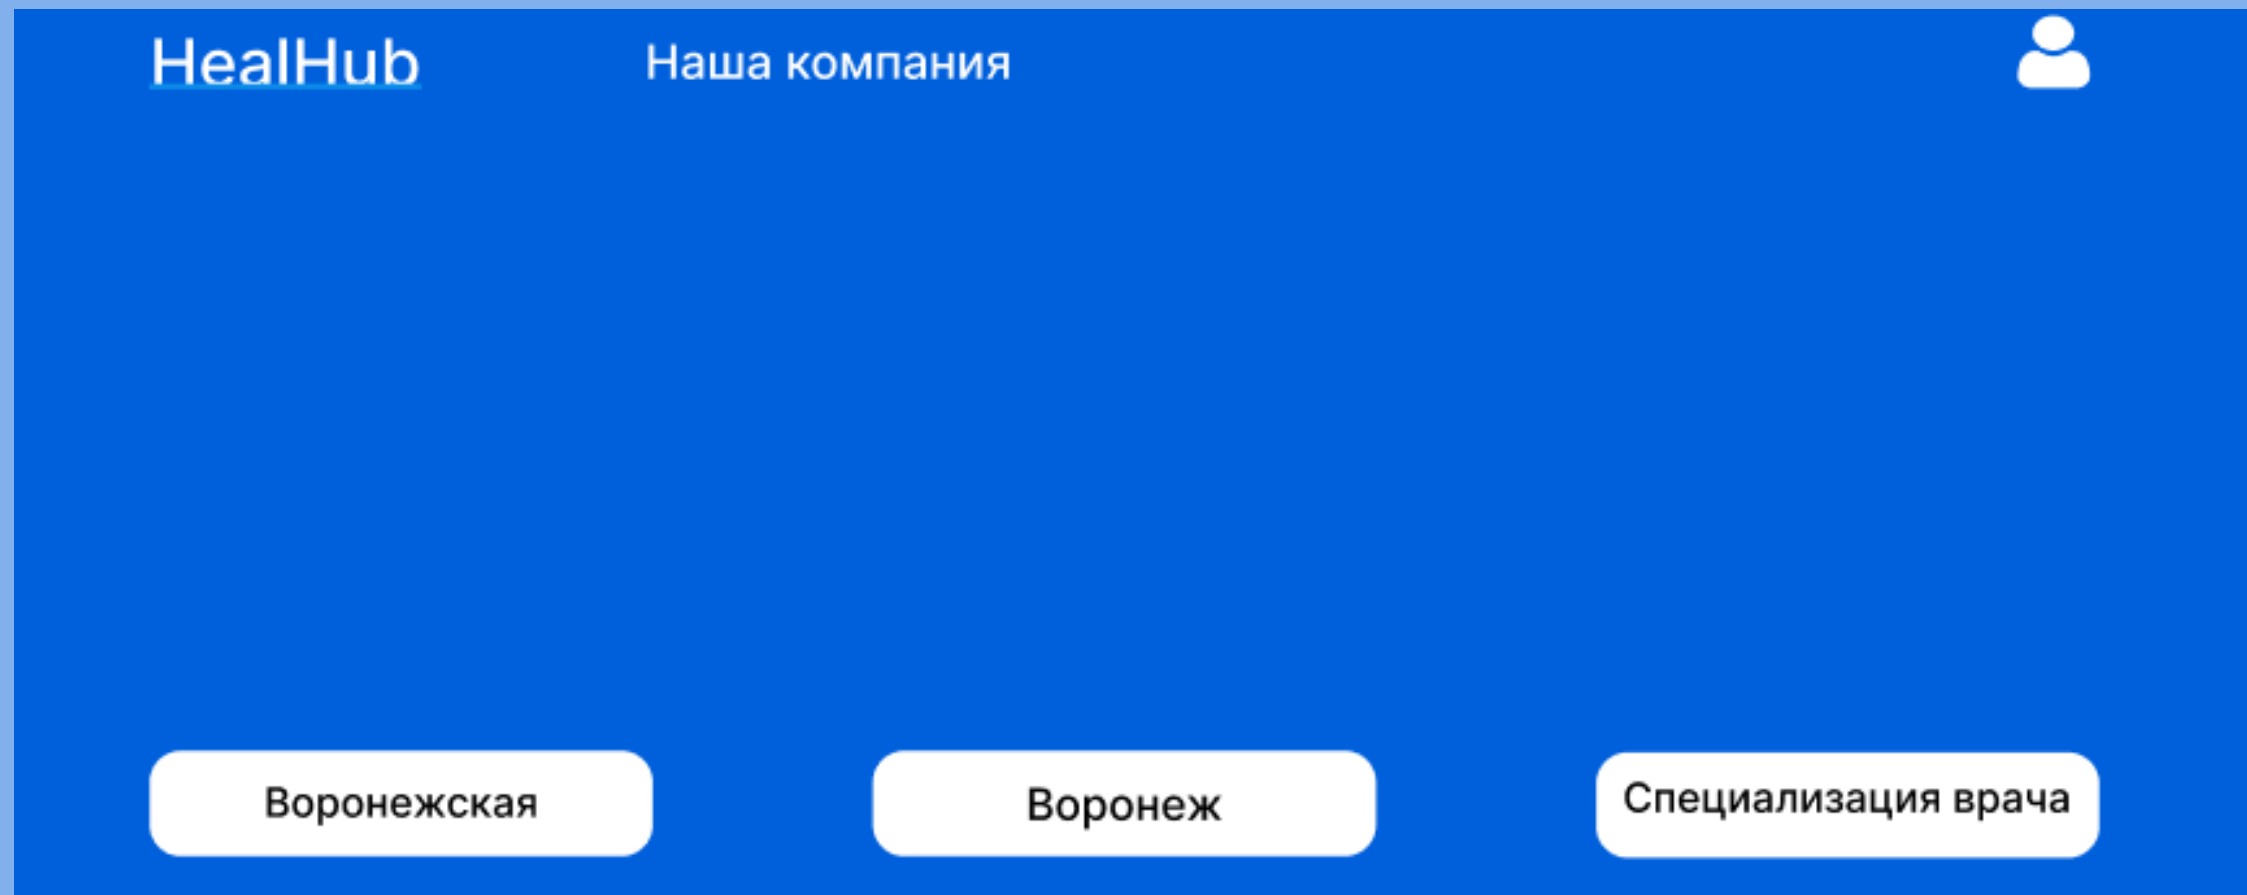 HealHub
Наша компания
Воронежская
Воронеж
Специализация врача